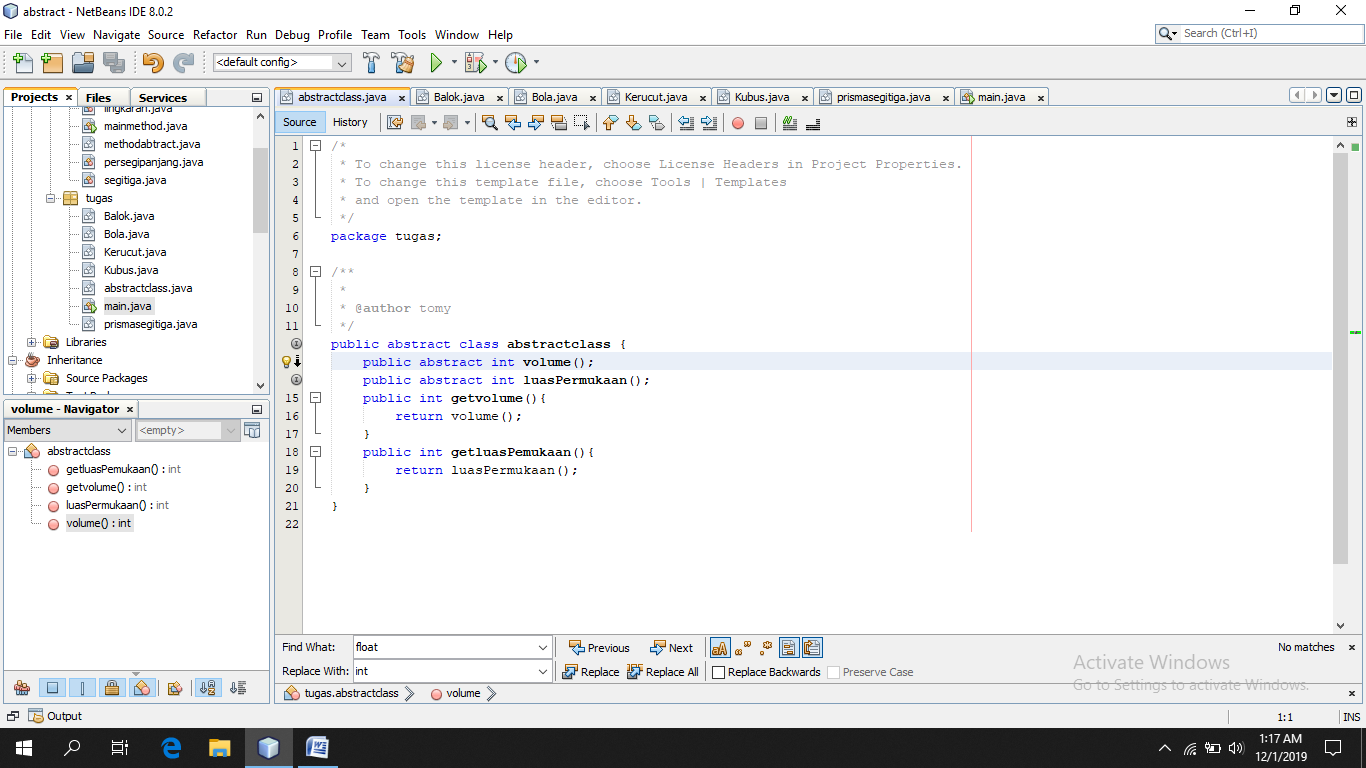 abstract - NetBeans IDE 8.0.2
File Edit View Navigate Source Refactor Run Debug Profile Team Tools Window Help
Search (Ctrl+I)
<default config>
Projects x Files Services
abstractclass.java x Balok.java x Bola.java x Kerucut.java x Kubus.java x prismasegitiga.java x main.java x
Source History
lingkaran.java
mainmethod.java
methodabtract.java
persegipanjang.java
segitiga.java
tugas
Balok.java
Bola.java
Kerucut.java
Kubus.java
abstractclass.java
main.java
prismasegitiga.java
Libraries
Inheritance
Source Packages
1 /*
2 * To change this license header, choose License Headers in Project Properties.
3 * To change this template file, choose Tools | Templates
4 * and open the template in the editor.
5 */
6 package tugas;
7
8 /**
9 *
10 * @author tomy
11 */
public abstract class abstractclass {
public abstract int volume();
public abstract int luasPermukaan();
15 public int getvolume(){
16 return volume();
17 }
18 public int getluasPemukaan(){
19 return luasPermukaan();
20 }
21 }
22
volume - Navigator x
Members <empty>
abstractclass
getluasPemukaan() : int
getvolume() : int
luasPermukaan() : int
volume() : int
Find What: float Previous Next No matches
Replace With: int Replace Replace All Replace Backwards Preserve Case
tugas.abstractclass volume
Activate Windows
Go to Settings to activate Windows.
Output
1:1 INS
1:17 AM
12/1/2019